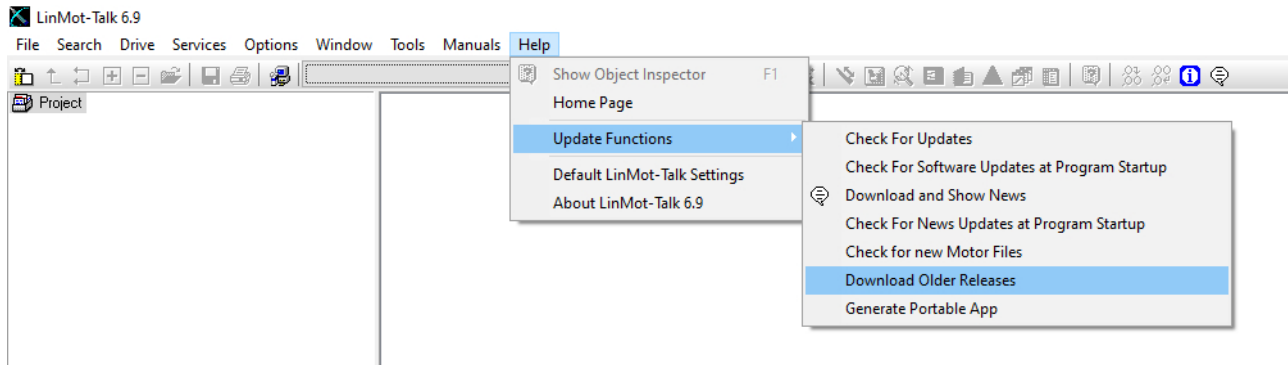 LinMot-Talk 6.9
File Search Drive Services Options Window Tools Manuals Help
Show Object Inspector F1
Home Page
Project
Update Functions
Check For Updates
Check For Software Updates at Program Startup
Default LinMot-Talk Settings
Download and Show News
About LinMot-Talk 6.9
Check For News Updates at Program Startup
Check for new Motor Files
Download Older Releases
Generate Portable App